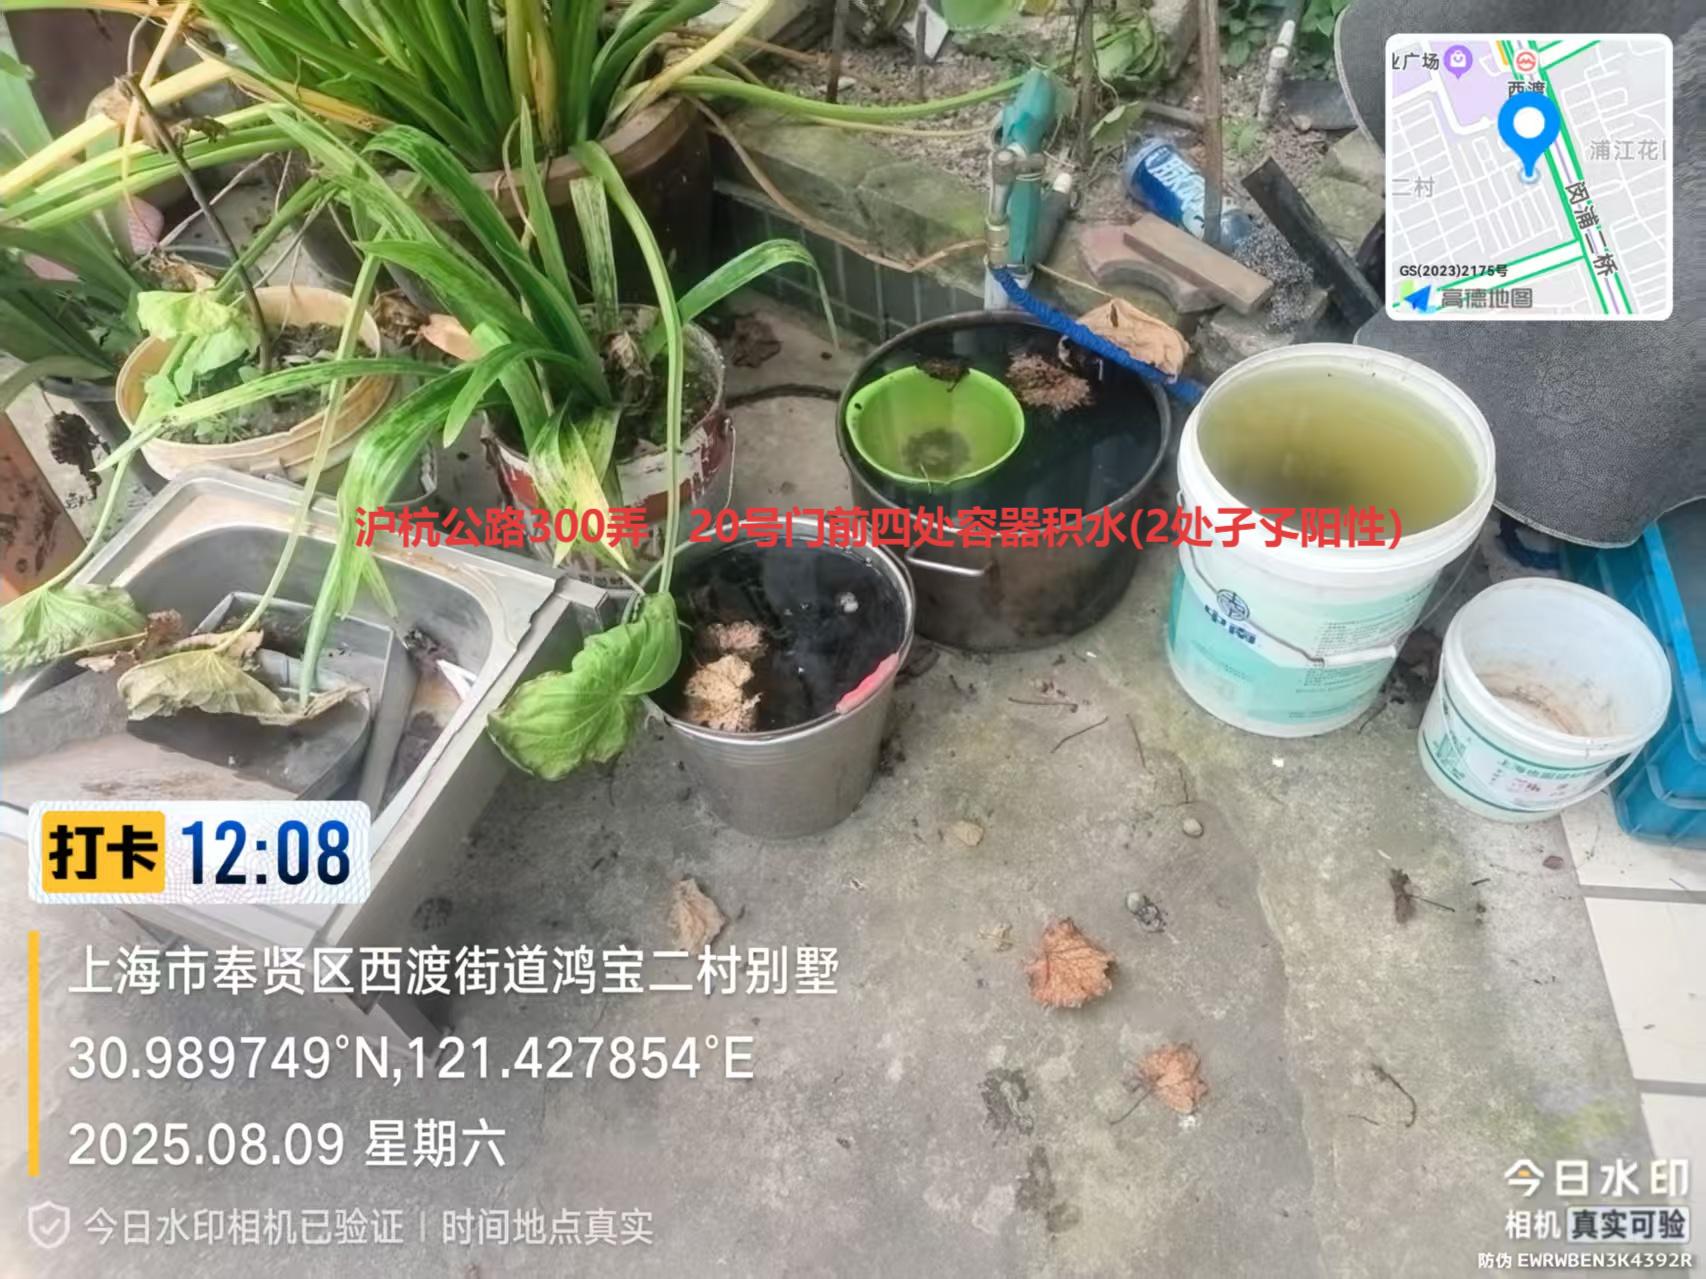 业广场
西渡
浦江花
二村
闵浦二桥
GS(2023)2175号
高德地图
沪杭公路300弄 20号门前四处容器积水(2处孑孓阳性)
打卡 12:08
上海市奉贤区西渡街道鸿宝二村别墅
30.989749°N,121.427854°E
2025.08.09 星期六
今日水印相机已验证 | 时间地点真实
今日水印
相机 真实可验
防伪 EWRWBEN3K4392R